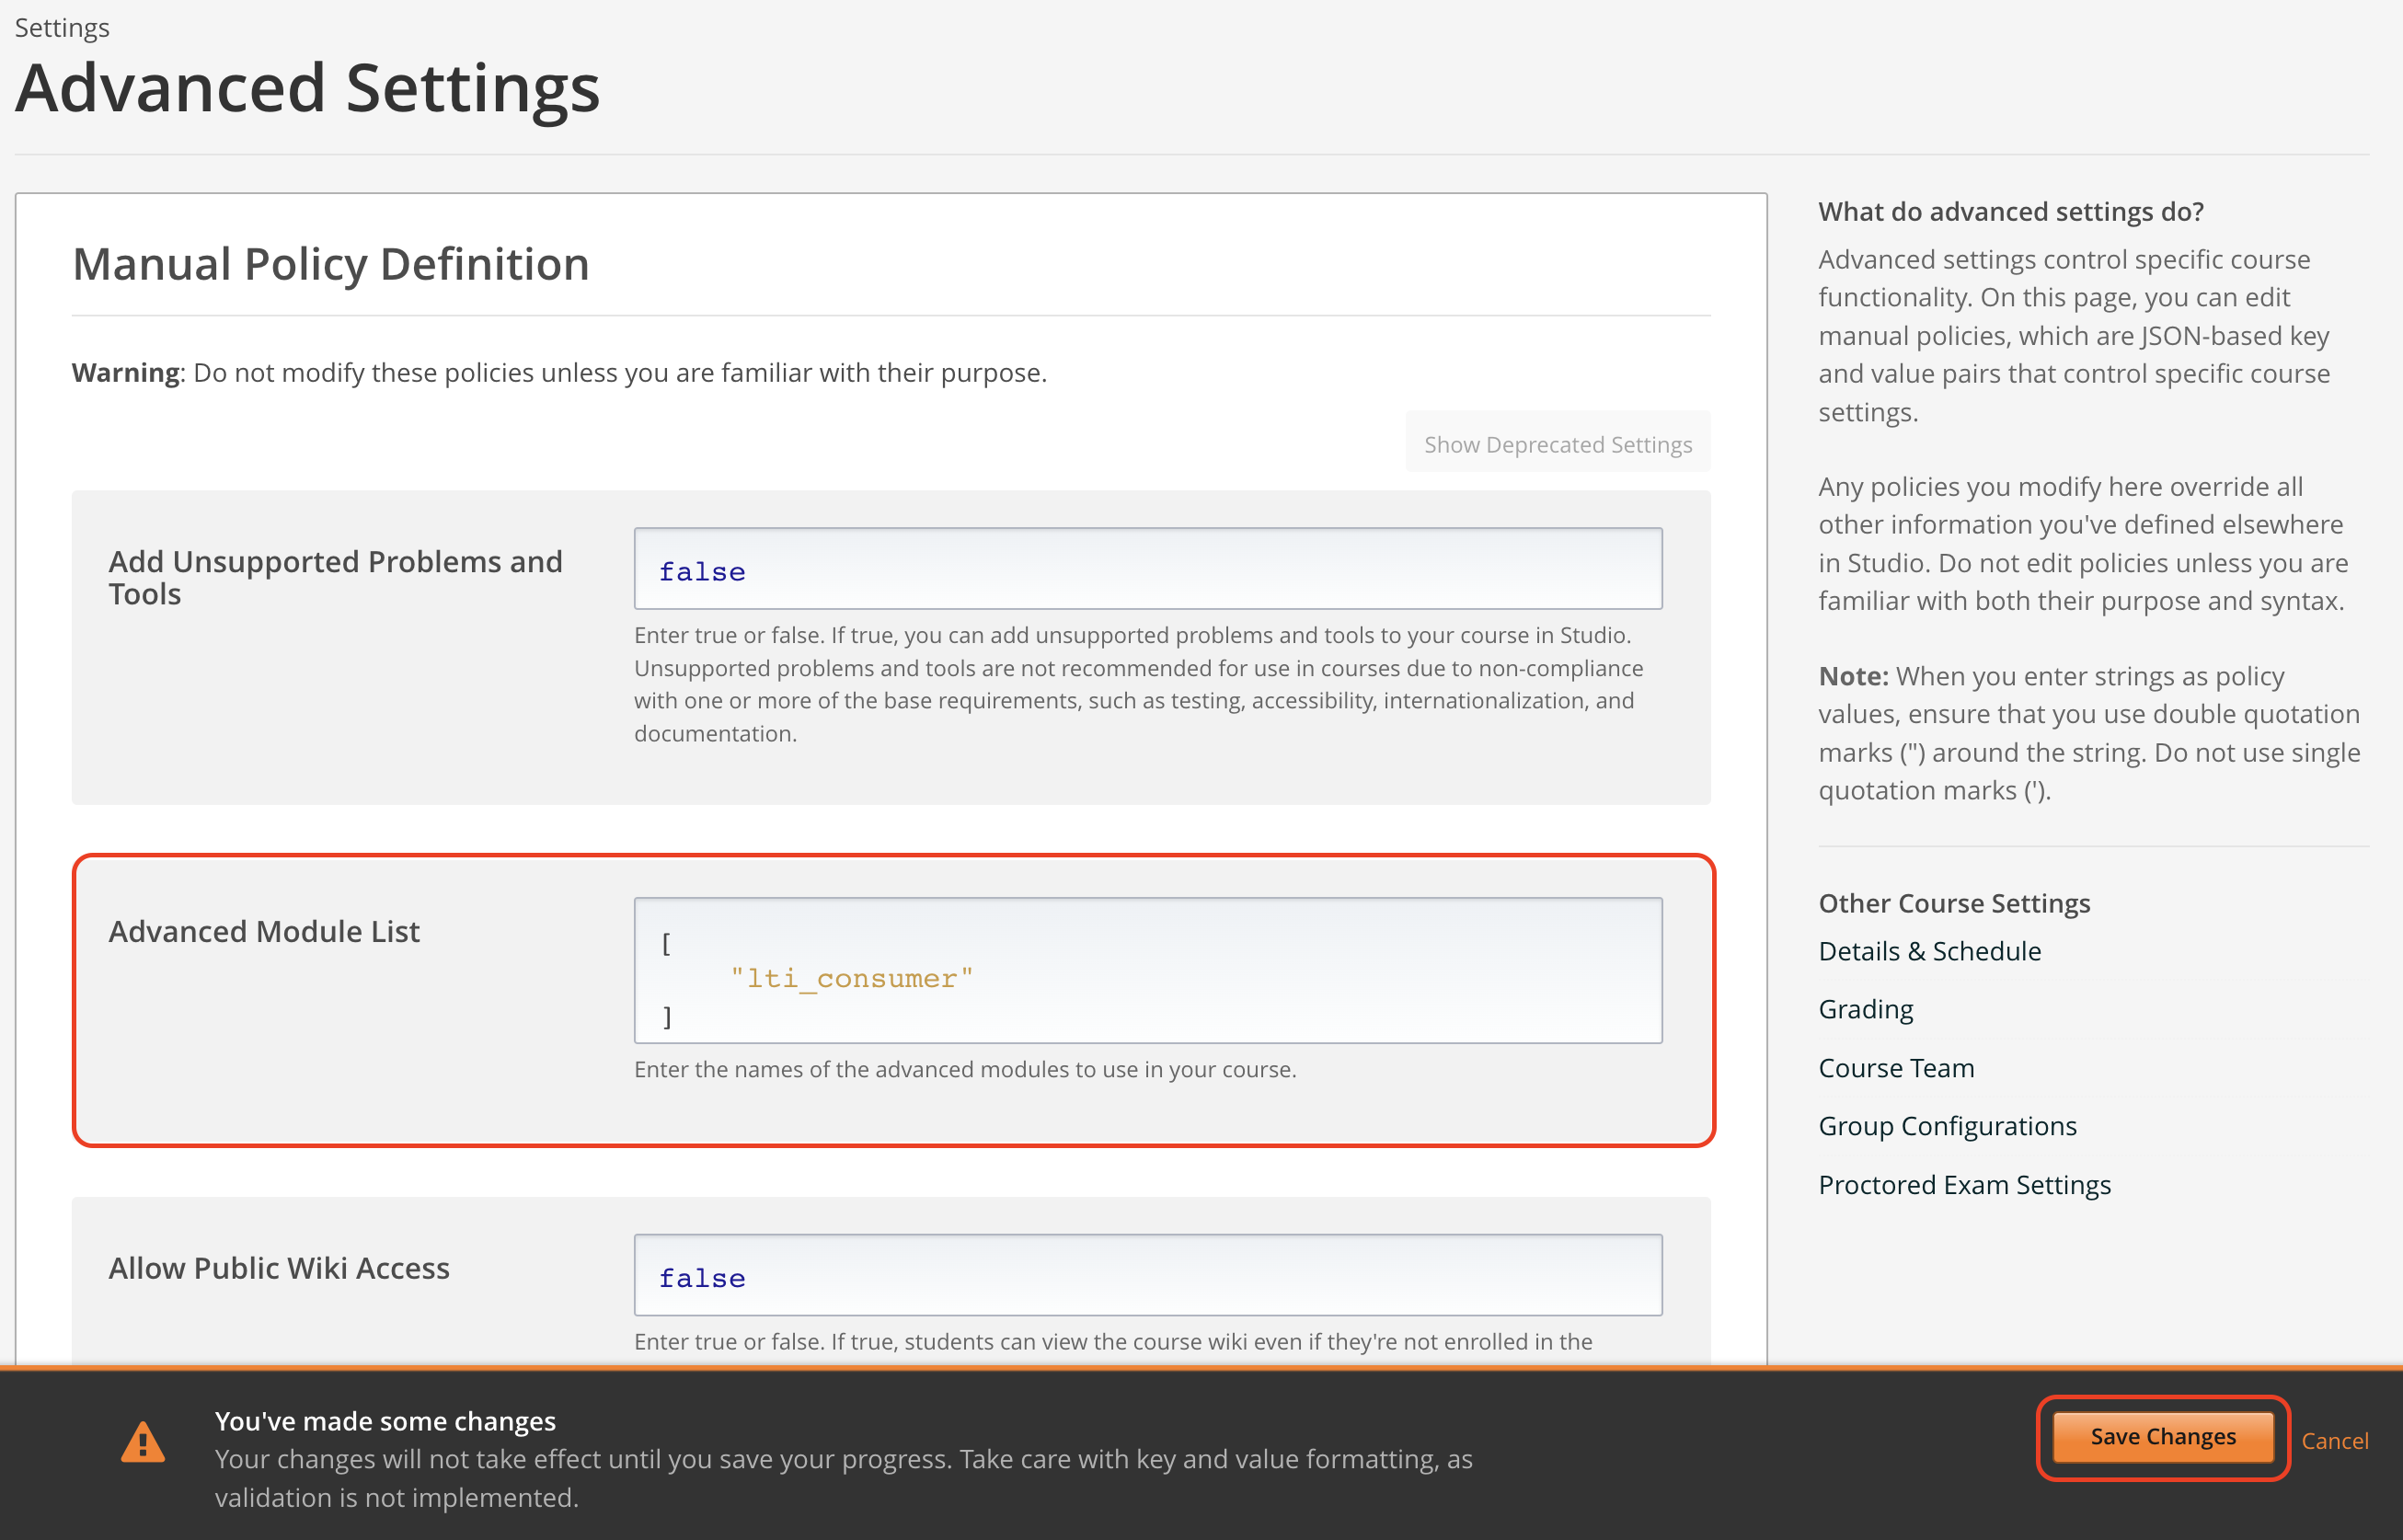 Settings
Advanced Settings
Manual Policy Definition
Warning: Do not modify these policies unless you are familiar with their purpose.
Show Deprecated Settings
Add Unsupported Problems and
Tools
false
Enter true or false. If true, you can add unsupported problems and tools to your course in Studio.
Unsupported problems and tools are not recommended for use in courses due to non-compliance
with one or more of the base requirements, such as testing, accessibility, internationalization, and
documentation.
Advanced Module List
[
"lti_consumer"
]
Enter the names of the advanced modules to use in your course.
Allow Public Wiki Access
false
Enter true or false. If true, students can view the course wiki even if they're not enrolled in the
What do advanced settings do?
Advanced settings control specific course
functionality. On this page, you can edit
manual policies, which are JSON-based key
and value pairs that control specific course
settings.
Any policies you modify here override all
other information you've defined elsewhere
in Studio. Do not edit policies unless you are
familiar with both their purpose and syntax.
Note: When you enter strings as policy
values, ensure that you use double quotation
marks (") around the string. Do not use single
quotation marks (').
Other Course Settings
Details & Schedule
Grading
Course Team
Group Configurations
Proctored Exam Settings
You've made some changes
Your changes will not take effect until you save your progress. Take care with key and value formatting, as
validation is not implemented.
Save Changes
Cancel